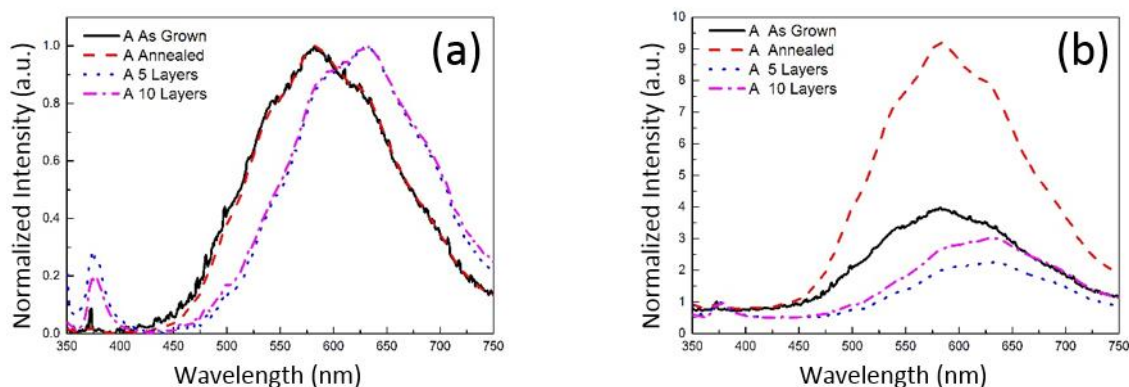 (a)
A As Grown
A Annealed
A 5 Layers
A 10 Layers
Normalized Intensity (a.u.)
1.0
0.8
0.6
0.4
0.2
0.0
350 400 450 500 550 600 650 700 750
Wavelength (nm)
(b)
A As Grown
A Annealed
A 5 Layers
A 10 Layers
Normalized Intensity (a.u.)
10
9
8
7
6
5
4
3
2
1
0
350 400 450 500 550 600 650 700 750
Wavelength (nm)